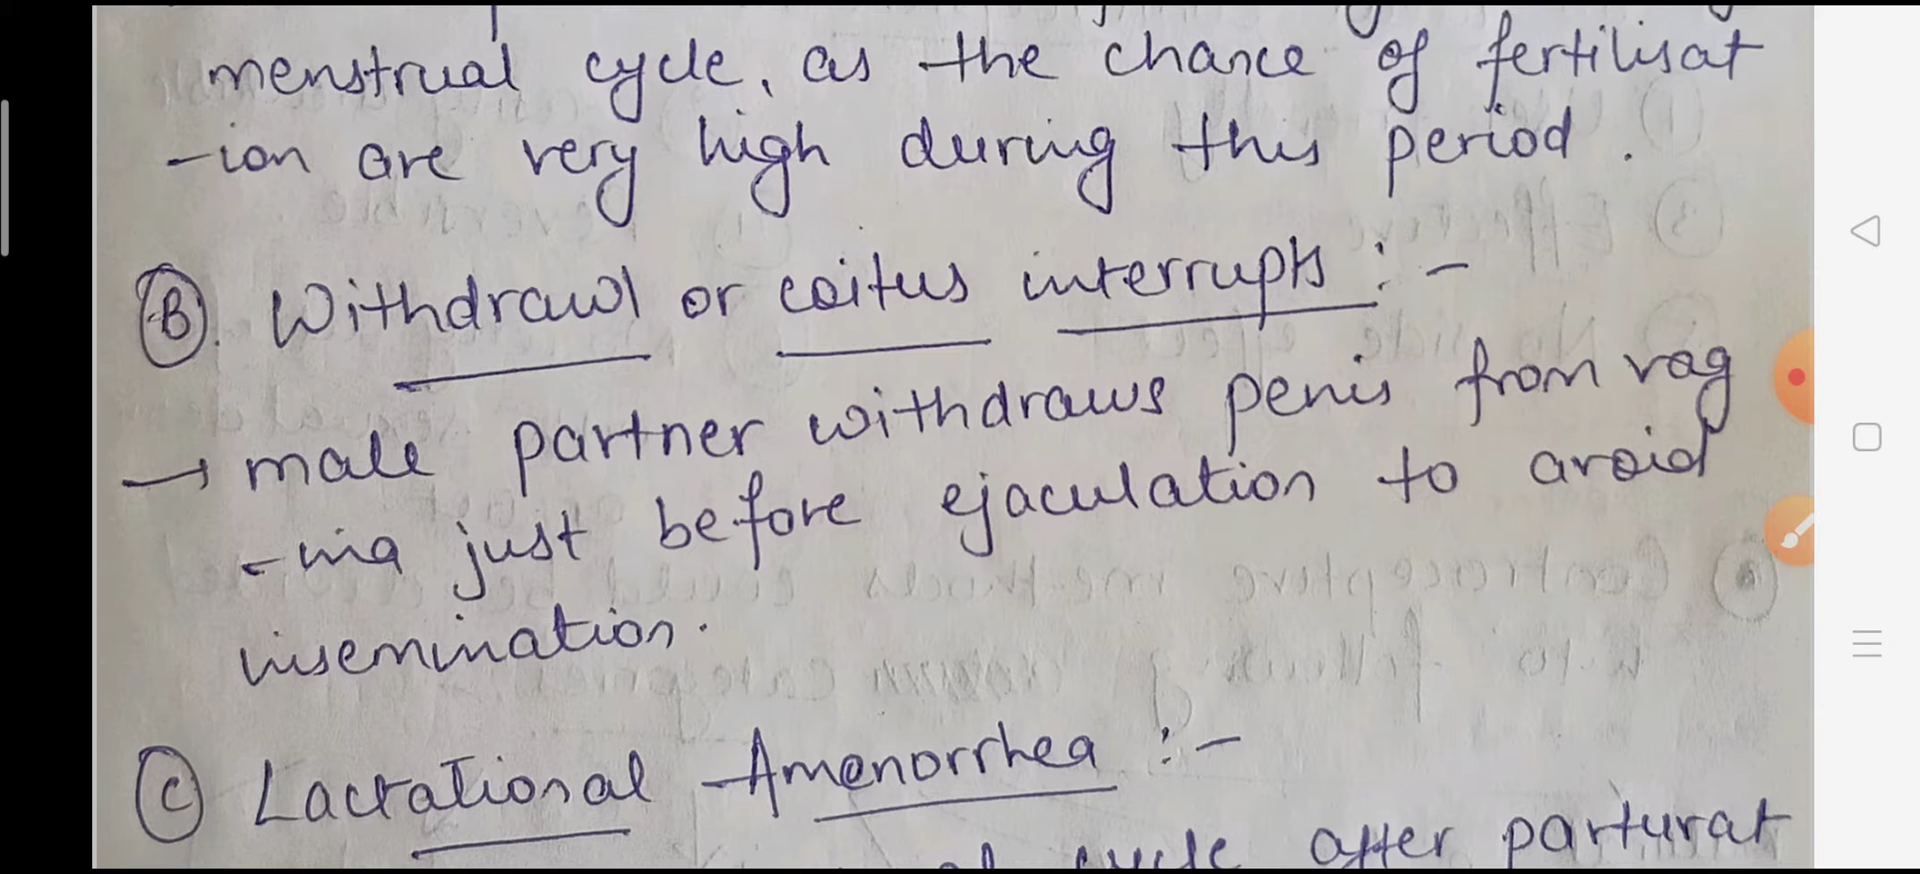 menstrual cycle, as the chance of fertilisat
-ion are very high during this period.
(B). Withdrawl or coitus interrupts :-
→ male partner withdraws penis from vag
-ina just before ejaculation to avoid
insemination.
(C) Lactational Amenorrhea :-
cycle after parturat